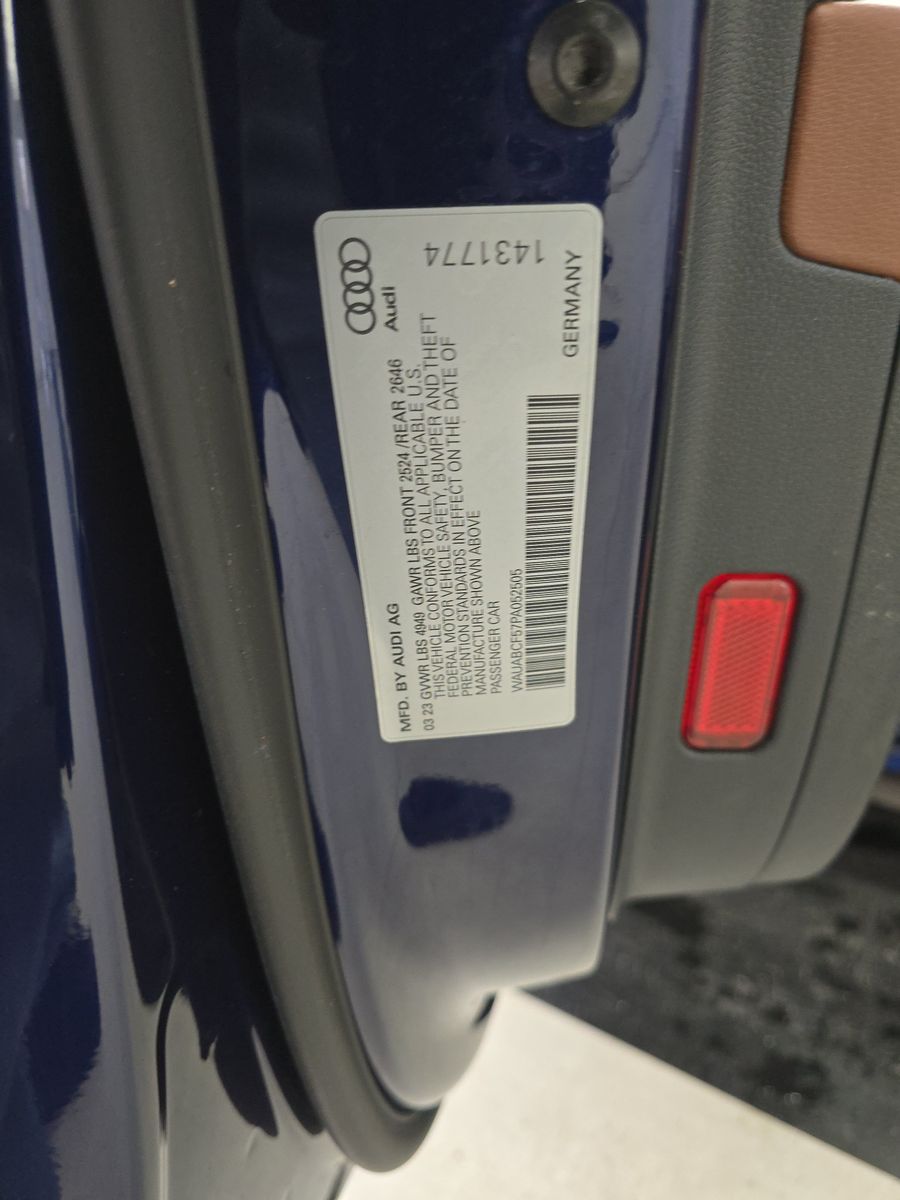 Audi
1431774
MFD. BY AUDI AG
03 23 GVWR LBS 4949 GAWR LBS FRONT 2524 /REAR 2646
THIS VEHICLE CONFORMS TO ALL APPLICABLE U.S.
FEDERAL MOTOR VEHICLE SAFETY, BUMPER AND THEFT
PREVENTION STANDARDS IN EFFECT ON THE DATE OF
MANUFACTURE SHOWN ABOVE
PASSENGER CAR
WAUABCF57PA052505
GERMANY